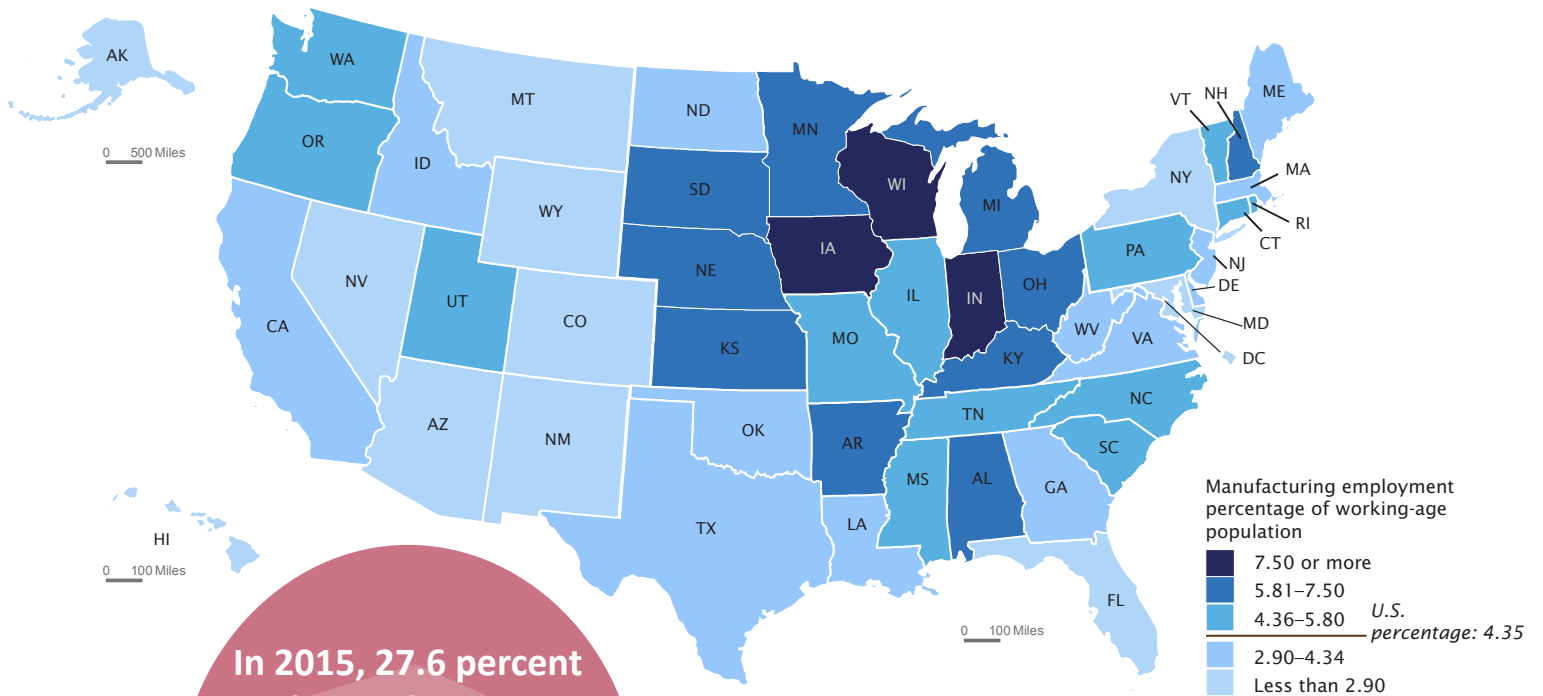 AK
0 500 Miles
WA
OR
ID
MT
ND
MN
SD
WY
NE
NV
UT
CO
CA
KS
AZ
NM
OK
TX
WI
MI
IA
IL
IN
OH
MO
KY
TN
AR
MS
AL
GA
LA
FL
SC
NC
VA
WV
PA
NY
VT
NH
ME
MA
RI
CT
NJ
DE
MD
DC
HI
0 100 Miles
0 100 Miles
Manufacturing employment
percentage of working-age
population
7.50 or more
5.81–7.50
4.36–5.80
U.S.
percentage: 4.35
2.90–4.34
Less than 2.90
In 2015, 27.6 percent